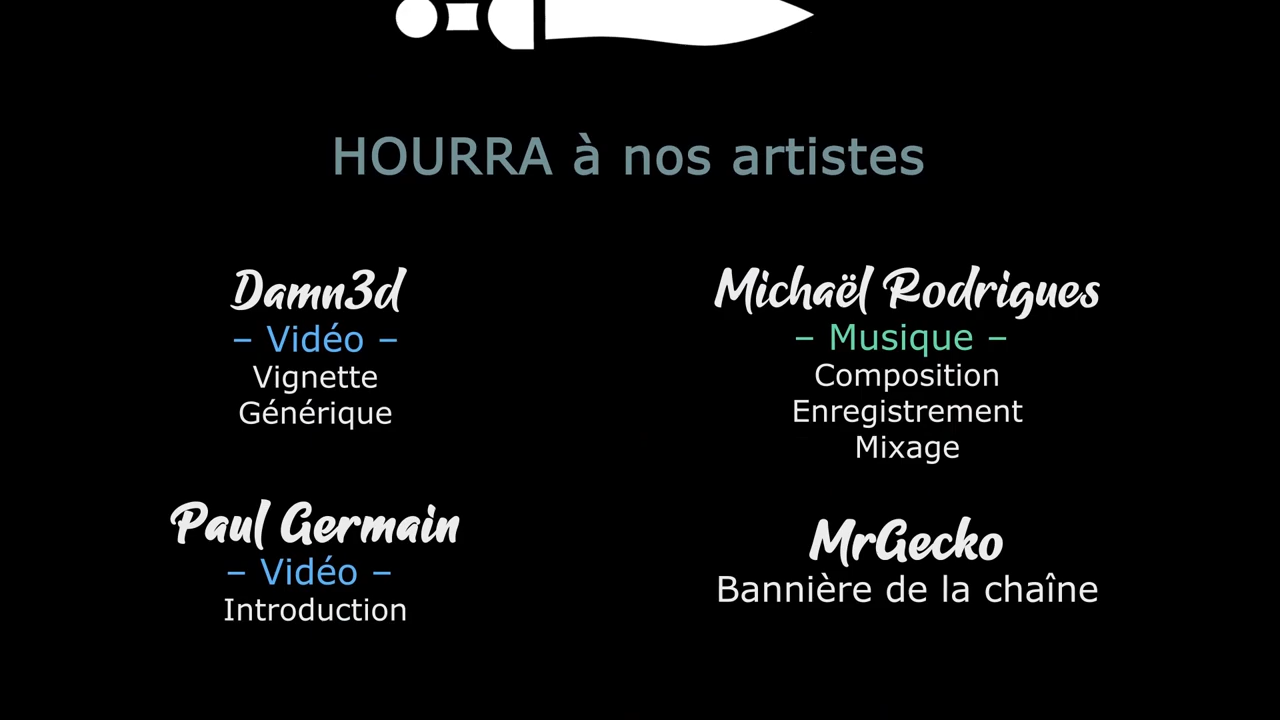 HOURRA à nos artistes
Damn3d
– Vidéo –
Vignette
Générique
Michaël Rodrigues
– Musique –
Composition
Enregistrement
Mixage
Paul Germain
– Vidéo –
Introduction
MrGecko
Bannière de la chaîne